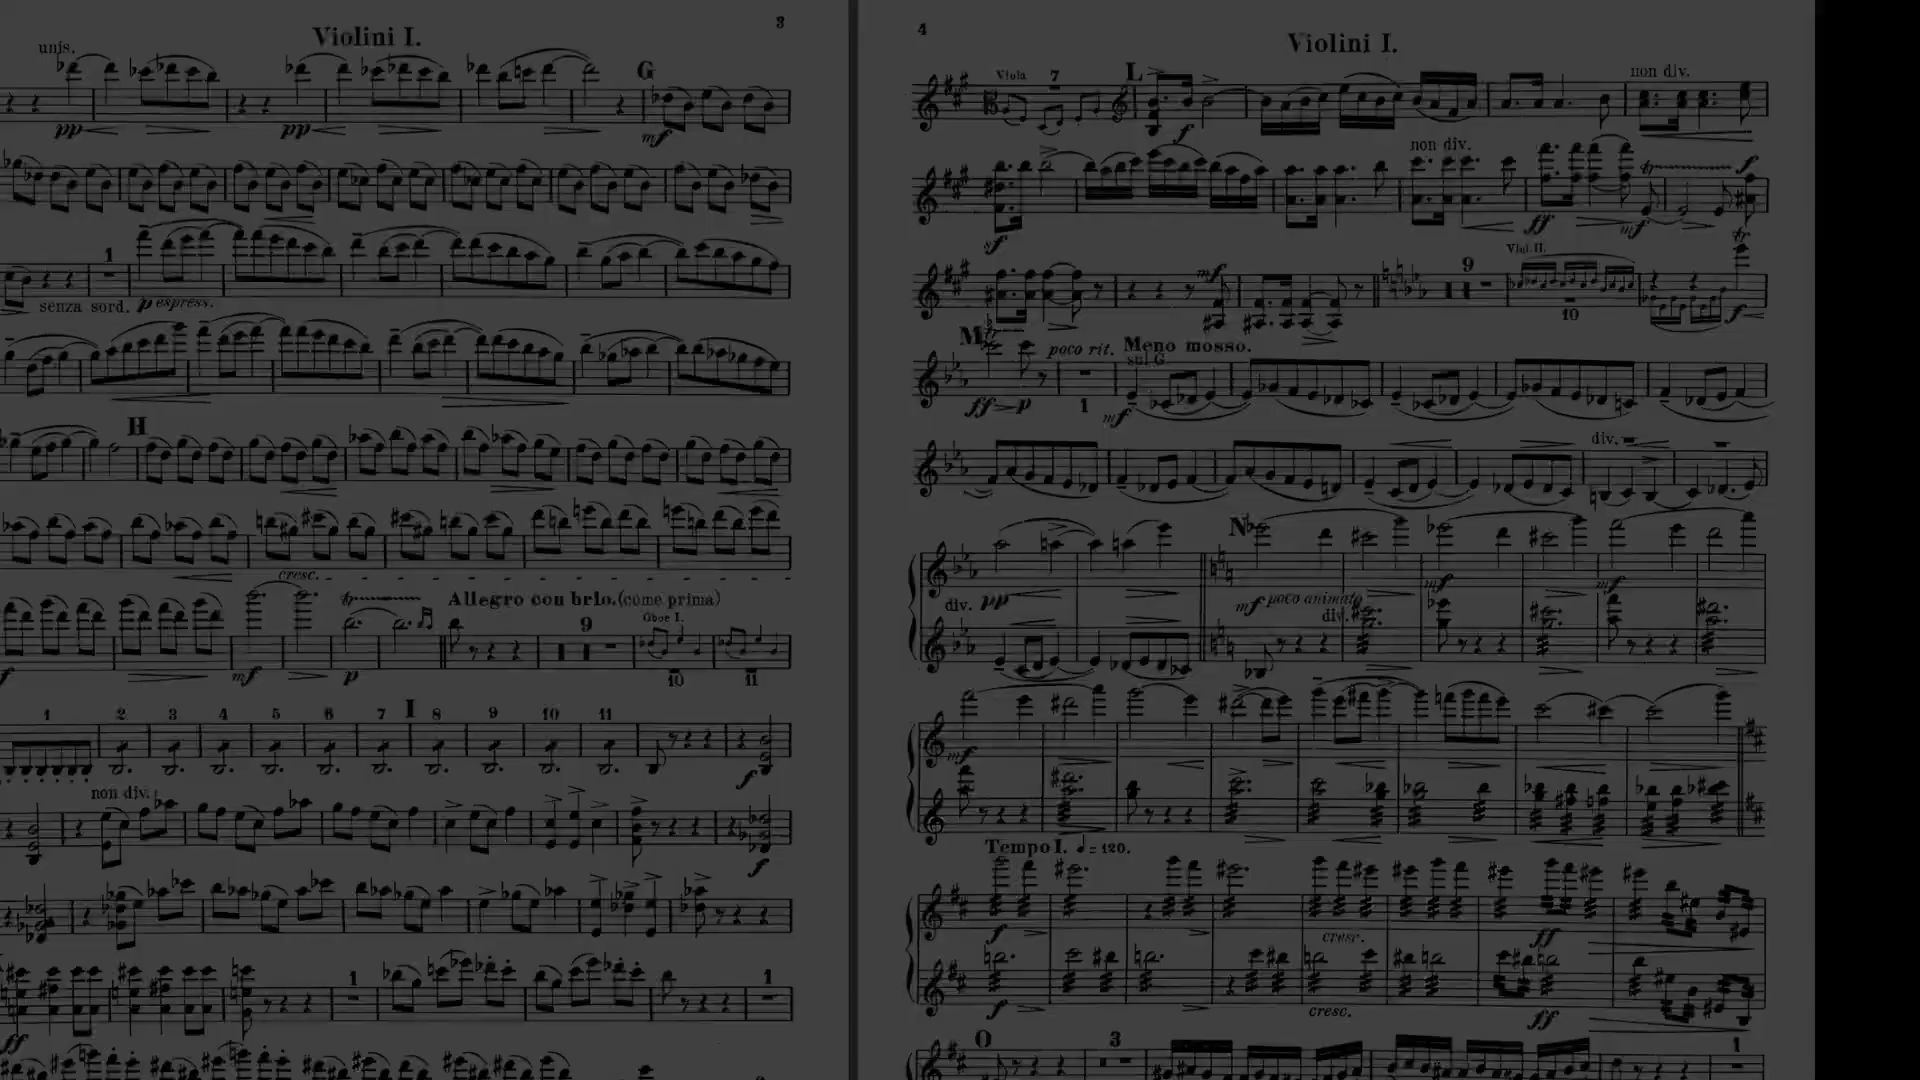 3
Violini I.
unis.
G
pp
pp
mf
1
senza sord.
p espress.
H
cresc.
Allegro con brio. (come prima)
Oboe I.
9
10
11
mf
p
1 2 3 4 5 6 7 I 8 9 10 11
f
non div.
f
ff
1
1
4
Violini I.
Viola
7
L
non div.
f
non div.
sf
ff
mf
f
tr
mf
9
Viol. II.
10
f
M
poco rit.
Meno mosso.
sul G
ff
p
1
mf
div.
N
pp
div.
mf poco animato
div.
mf
mf
mf
Tempo I. ♩= 120.
f
cresc.
ff
f
cresc.
ff
O
3
1